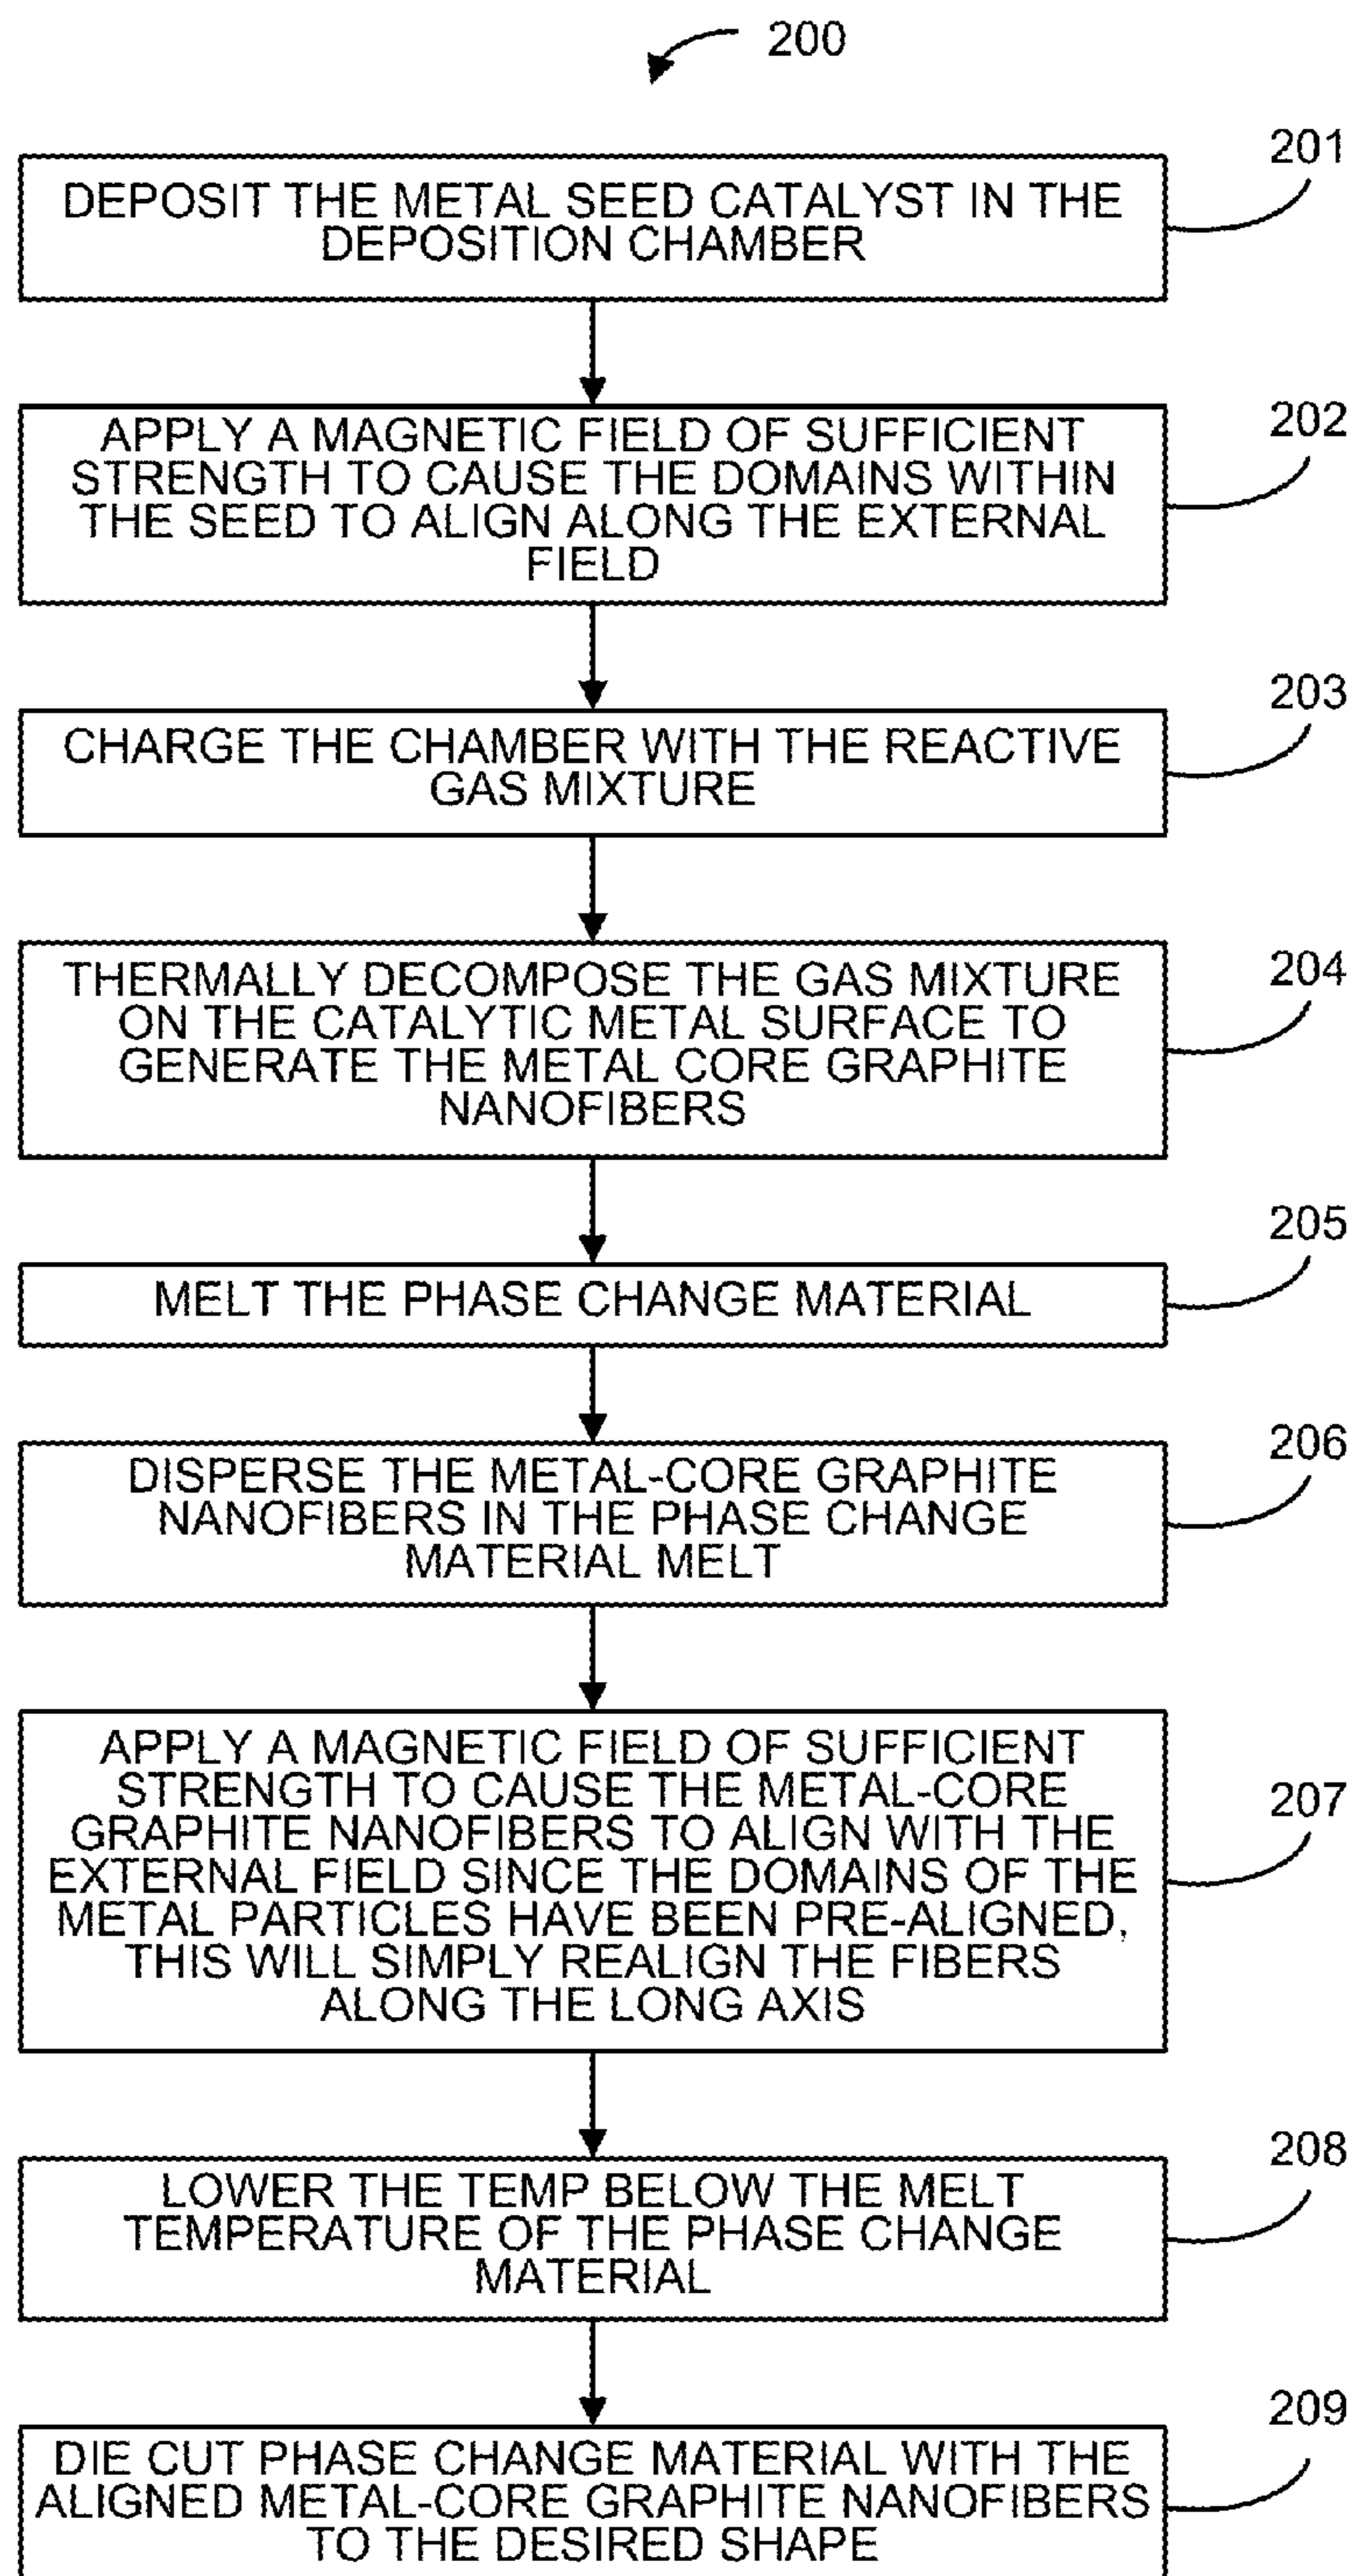 200
201
DEPOSIT THE METAL SEED CATALYST IN THE
DEPOSITION CHAMBER
202
APPLY A MAGNETIC FIELD OF SUFFICIENT
STRENGTH TO CAUSE THE DOMAINS WITHIN
THE SEED TO ALIGN ALONG THE EXTERNAL
FIELD
203
CHARGE THE CHAMBER WITH THE REACTIVE
GAS MIXTURE
204
THERMALLY DECOMPOSE THE GAS MIXTURE
ON THE CATALYTIC METAL SURFACE TO
GENERATE THE METAL CORE GRAPHITE
NANOFIBERS
205
MELT THE PHASE CHANGE MATERIAL
206
DISPERSE THE METAL-CORE GRAPHITE
NANOFIBERS IN THE PHASE CHANGE
MATERIAL MELT
207
APPLY A MAGNETIC FIELD OF SUFFICIENT
STRENGTH TO CAUSE THE METAL-CORE
GRAPHITE NANOFIBERS TO ALIGN WITH THE
EXTERNAL FIELD SINCE THE DOMAINS OF THE
METAL PARTICLES HAVE BEEN PRE-ALIGNED,
THIS WILL SIMPLY REALIGN THE FIBERS
ALONG THE LONG AXIS
208
LOWER THE TEMP BELOW THE MELT
TEMPERATURE OF THE PHASE CHANGE
MATERIAL
209
DIE CUT PHASE CHANGE MATERIAL WITH THE
ALIGNED METAL-CORE GRAPHITE NANOFIBERS
TO THE DESIRED SHAPE